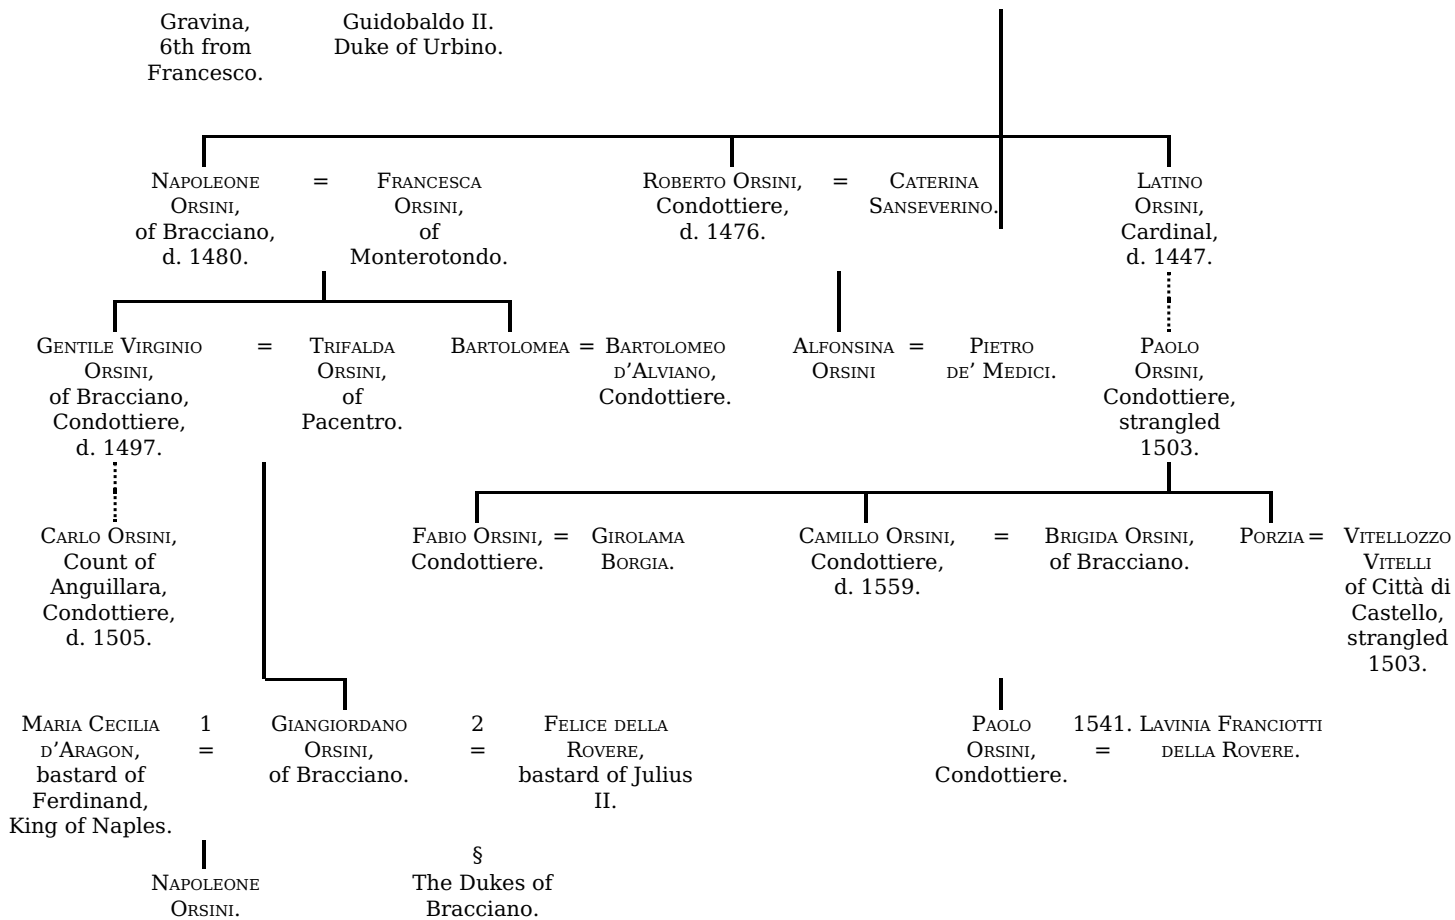 Gravina,
6th from
Francesco.
Guidobaldo II.
Duke of Urbino.
Napoleone
Orsini,
of Bracciano,
d. 1480.
=
Francesca
Orsini,
of
Monterotondo.
Roberto Orsini,
Condottiere,
d. 1476.
=
Caterina
Sanseverino.
Latino
Orsini,
Cardinal,
d. 1447.
Gentile Virginio
Orsini,
of Bracciano,
Condottiere,
d. 1497.
=
Trifalda
Orsini,
of
Pacentro.
Bartolomea
=
Bartolomeo
d'Alviano,
Condottiere.
Alfonsina
Orsini
=
Pietro
de' Medici.
Paolo
Orsini,
Condottiere,
strangled
1503.
Carlo Orsini,
Count of
Anguillara,
Condottiere,
d. 1505.
Fabio Orsini,
Condottiere.
=
Girolama
Borgia.
Camillo Orsini,
Condottiere,
d. 1559.
=
Brigida Orsini,
of Bracciano.
Porzia
=
Vitellozzo
Vitelli
of Città di
Castello,
strangled
1503.
Maria Cecilia
d'Aragon,
bastard of
Ferdinand,
King of Naples.
1
=
Giangiordano
Orsini,
of Bracciano.
2
=
Felice della
Rovere,
bastard of Julius
II.
Paolo
Orsini,
Condottiere.
1541.
=
Lavinia Franciotti
della Rovere.
Napoleone
Orsini.
§
The Dukes of
Bracciano.